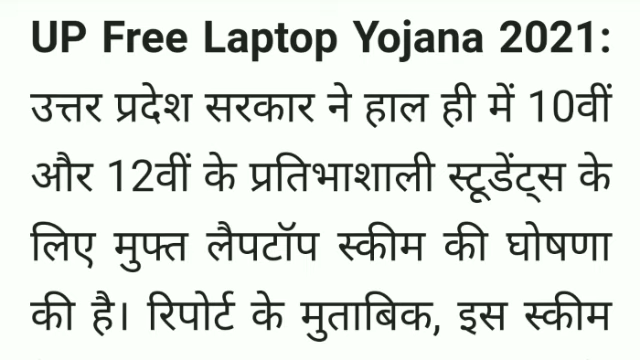 UP Free Laptop Yojana 2021:
उत्तर प्रदेश सरकार ने हाल ही में 10वीं
और 12वीं के प्रतिभाशाली स्टूडेंट्स के
लिए मुफ्त लैपटॉप स्कीम की घोषणा
की है। रिपोर्ट के मुताबिक, इस स्कीम